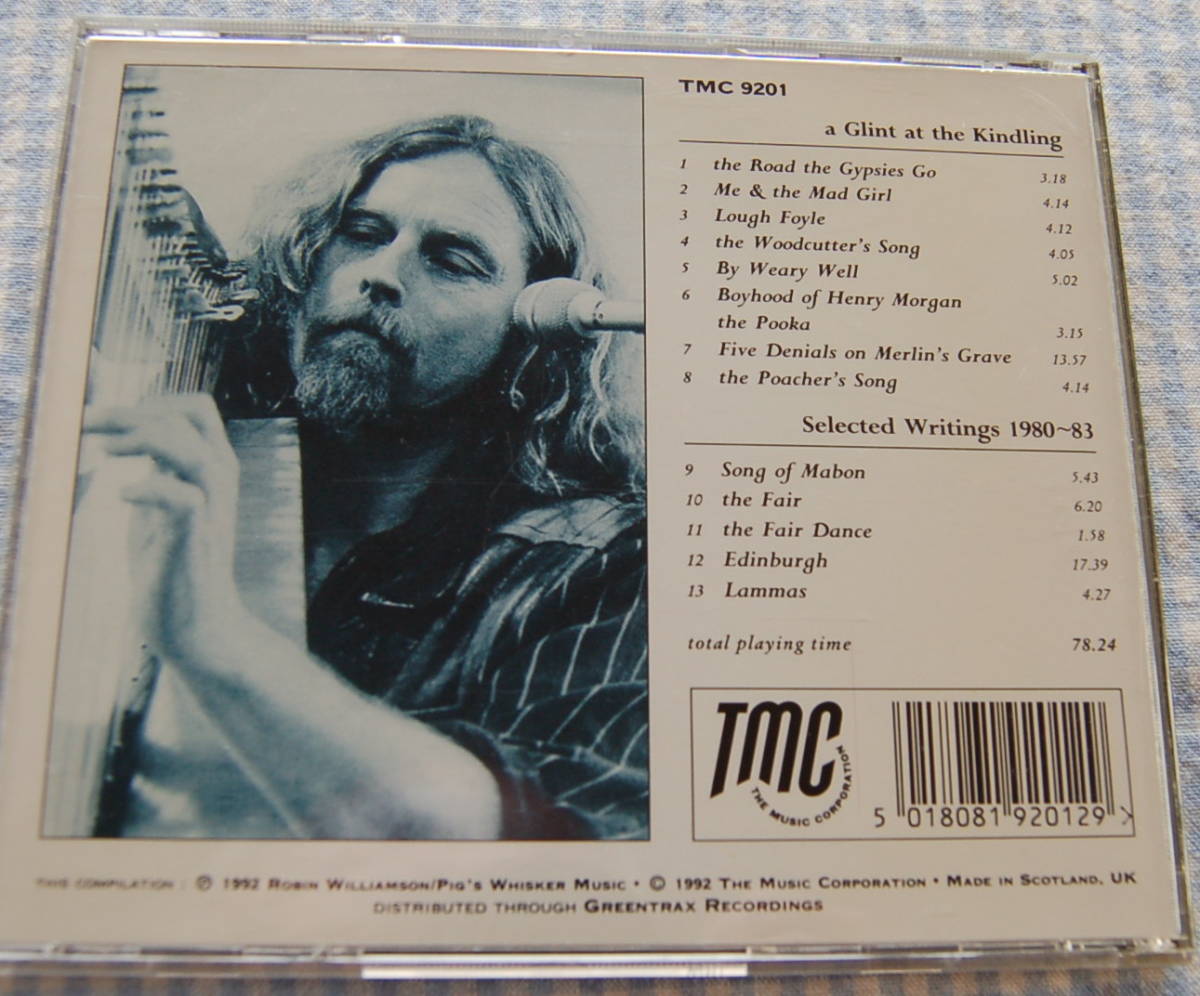 TMC 9201
a Glint at the Kindling
1 the Road the Gypsies Go 3.18
2 Me & the Mad Girl 4.14
3 Lough Foyle 4.12
4 the Woodcutter's Song 4.05
5 By Weary Well 5.02
6 Boyhood of Henry Morgan
the Pooka 3.15
7 Five Denials on Merlin's Grave 13.57
8 the Poacher's Song 4.14
Selected Writings 1980~83
9 Song of Mabon 5.43
10 the Fair 6.20
11 the Fair Dance 1.58
12 Edinburgh 17.39
13 Lammas 4.27
total playing time 78.24
TMC
THE MUSIC CORPORATION
5 018081 920129 >
THIS COMPILATION : ℗ 1992 ROBIN WILLIAMSON/PIG'S WHISKER MUSIC • © 1992 THE MUSIC CORPORATION • MADE IN SCOTLAND, UK
DISTRIBUTED THROUGH GREENTRAX RECORDINGS